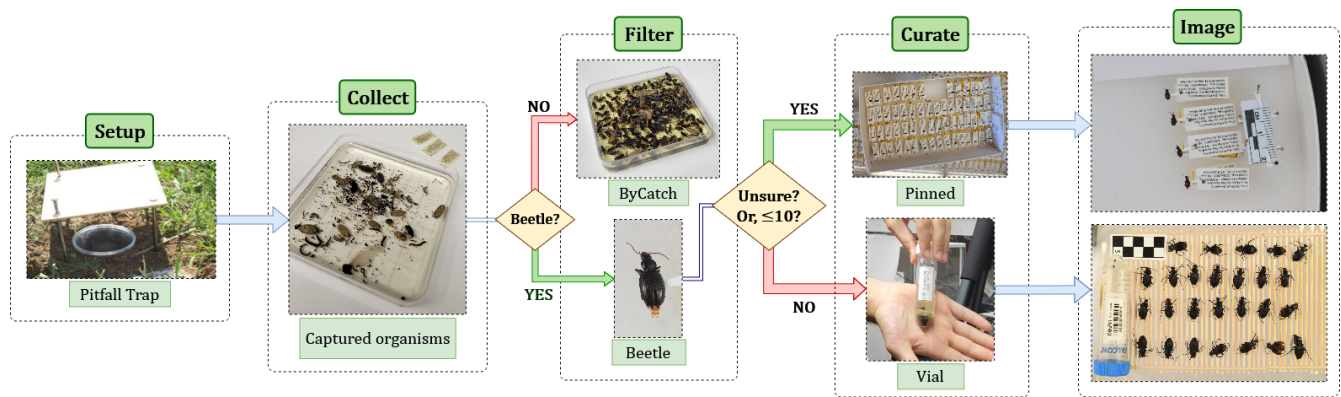 Setup
Pitfall Trap
Collect
Captured organisms
Beetle?
NO
YES
Filter
ByCatch
Beetle
Unsure?
Or, ≤10?
YES
NO
Curate
Pinned
Vial
Image